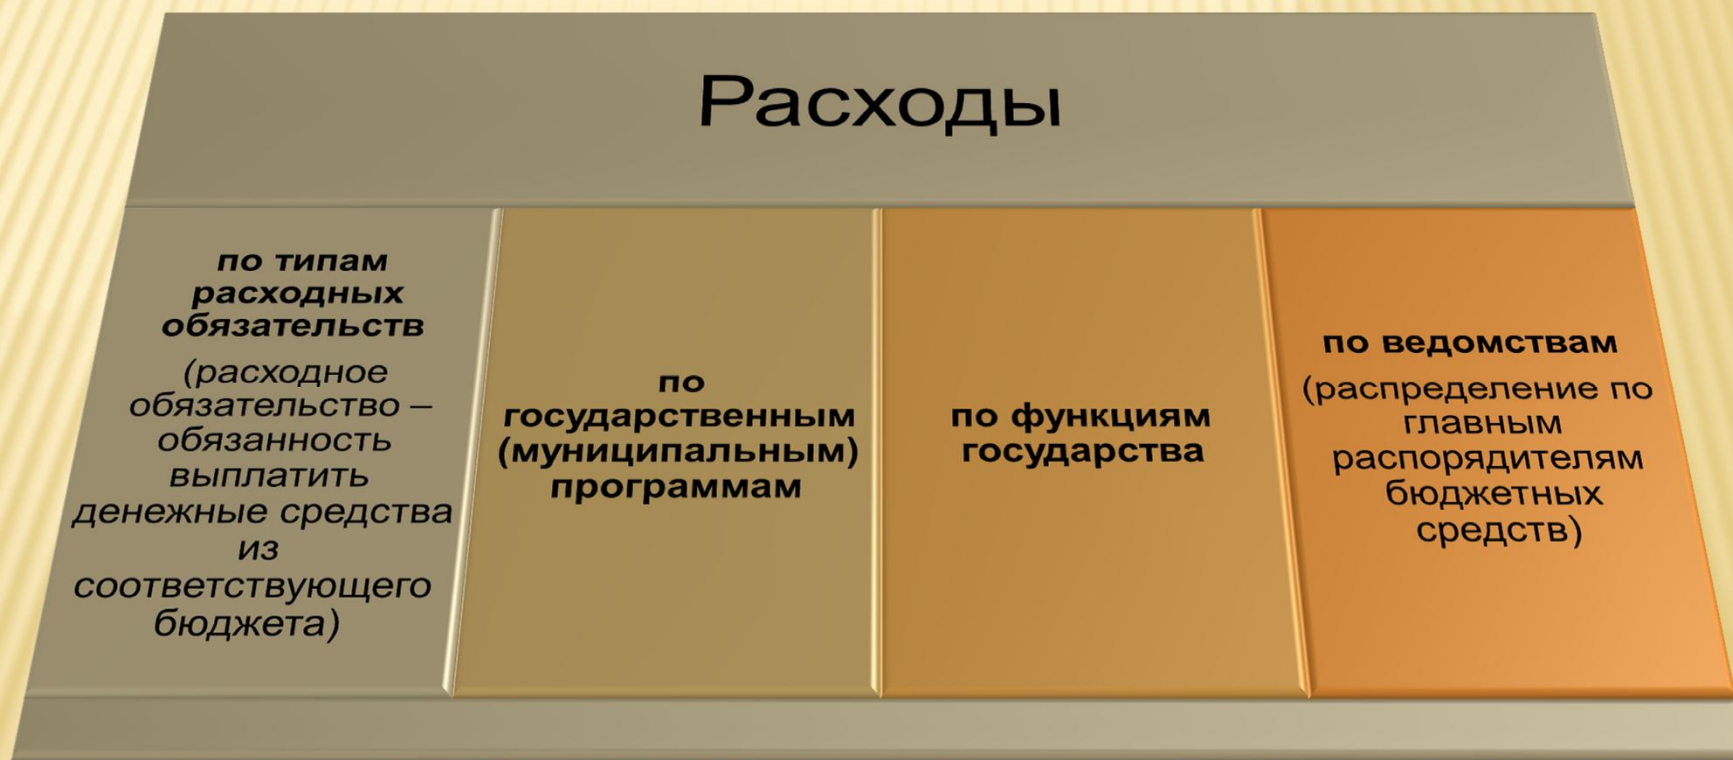 Расходы
по типам
расходных
обязательств
(расходное
обязательство –
обязанность
выплатить
денежные средства
из
соответствующего
бюджета)
по
государственным
(муниципальным)
программам
по функциям
государства
по ведомствам
(распределение по
главным
распорядителям
бюджетных
средств)